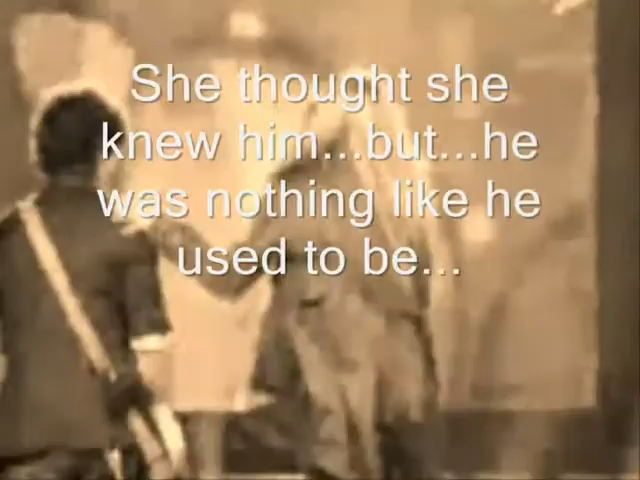 She thought she
knew him...but...he
was nothing like he
used to be...